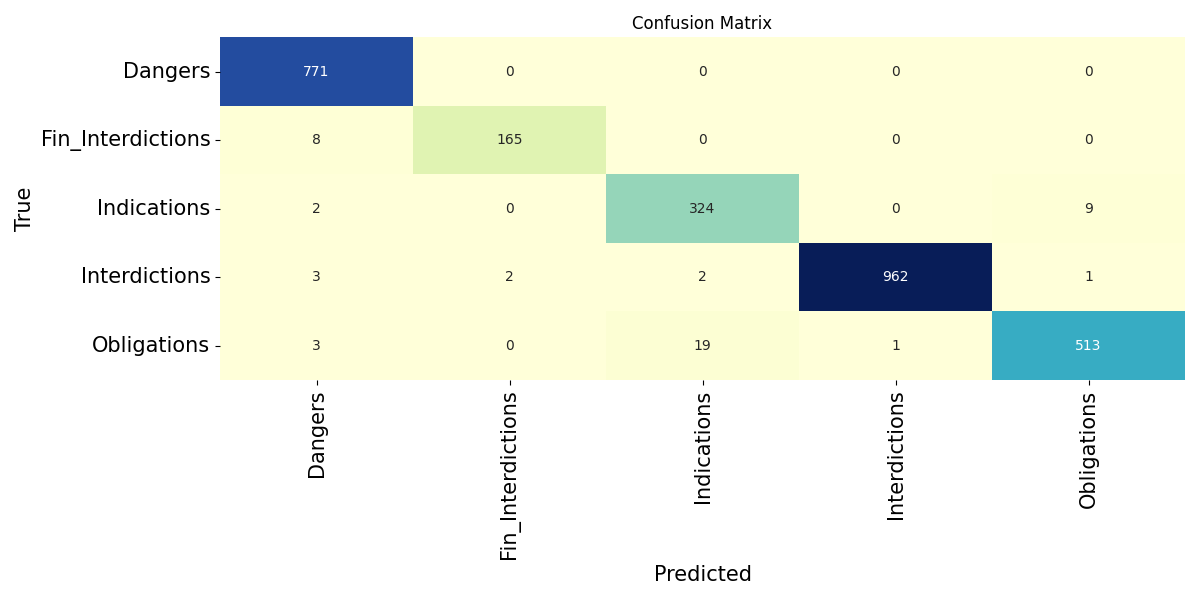 Confusion Matrix
True
Dangers 771 0 0 0 0
Fin_Interdictions 8 165 0 0 0
Indications 2 0 324 0 9
Interdictions 3 2 2 962 1
Obligations 3 0 19 1 513
Dangers Fin_Interdictions Indications Interdictions Obligations
Predicted